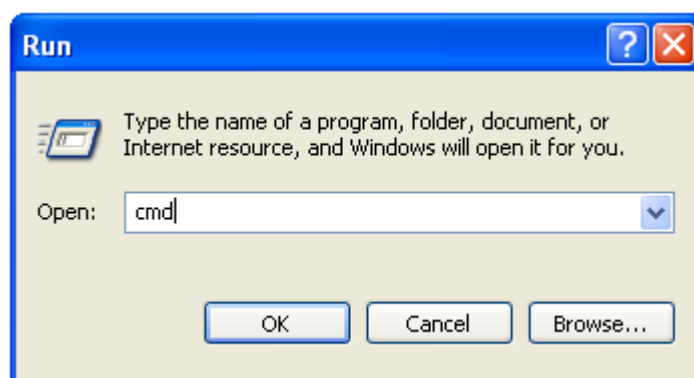 Run
Type the name of a program, folder, document, or
Internet resource, and Windows will open it for you.
Open: cmd
OK Cancel Browse...